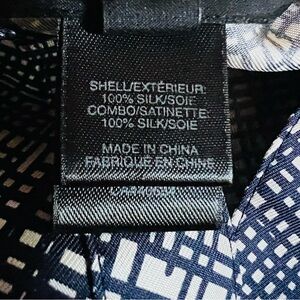 SHELL/EXTÉRIEUR:
100% SILK/SOIE
COMBO/SATINETTE:
100% SILK/SOIE
MADE IN CHINA
FABRIQUÉ EN CHINE